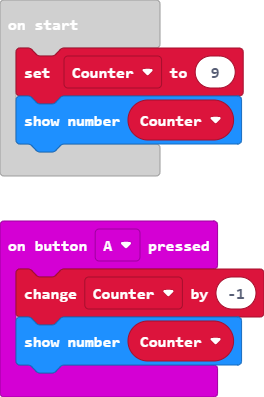 on start
set Counter to 9
show number Counter
on button A pressed
change Counter by -1
show number Counter